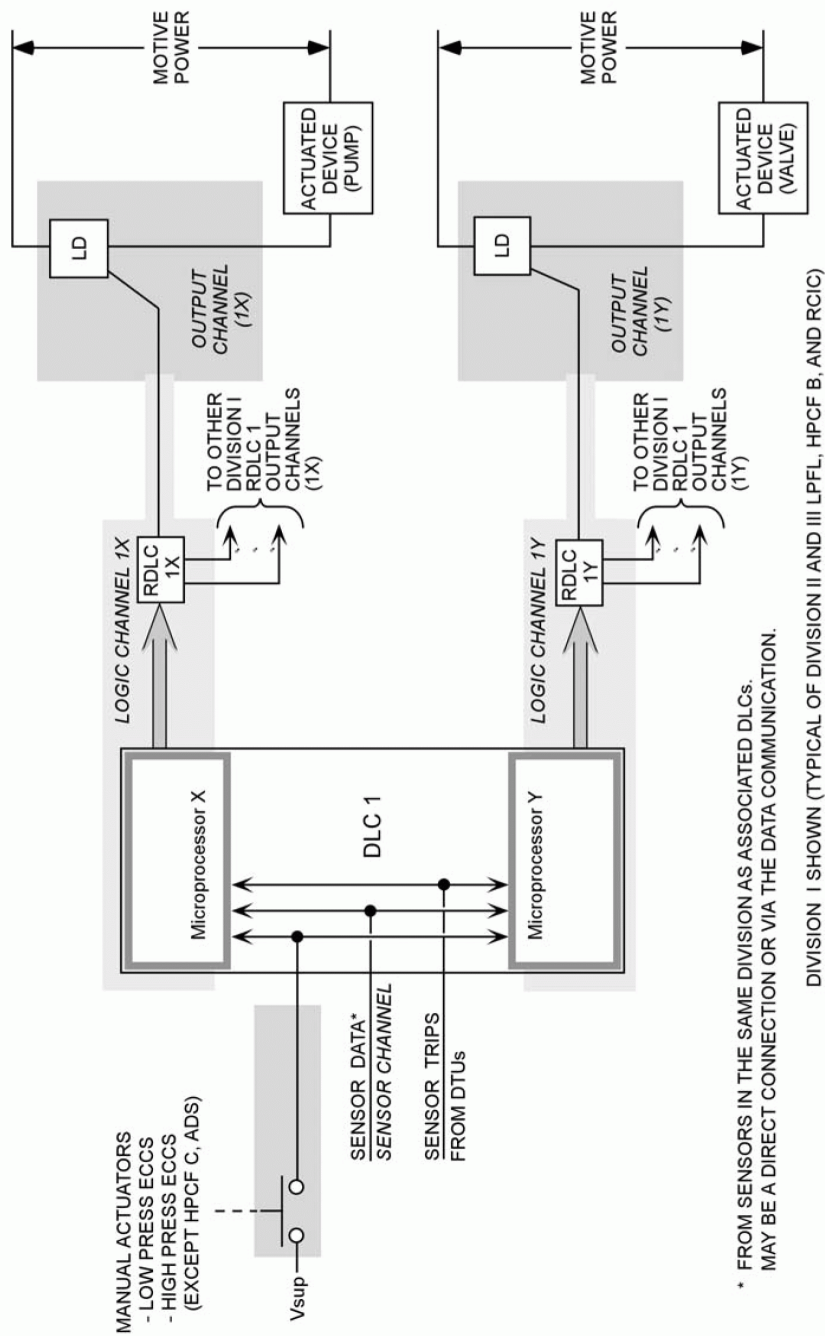 MANUAL ACTUATORS
- LOW PRESS ECCS
- HIGH PRESS ECCS
(EXCEPT HPCF C, ADS)
Vsup
SENSOR DATA*
SENSOR CHANNEL
SENSOR TRIPS
FROM DTUs
Microprocessor X
DLC 1
Microprocessor Y
LOGIC CHANNEL 1X
RDLC
1X
TO OTHER
DIVISION I
RDLC 1
OUTPUT
CHANNELS
(1X)
OUTPUT
CHANNEL
(1X)
LD
ACTUATED
DEVICE
(PUMP)
MOTIVE
POWER
LOGIC CHANNEL 1Y
RDLC
1Y
TO OTHER
DIVISION I
RDLC 1
OUTPUT
CHANNELS
(1Y)
OUTPUT
CHANNEL
(1Y)
LD
ACTUATED
DEVICE
(VALVE)
MOTIVE
POWER
* FROM SENSORS IN THE SAME DIVISION AS ASSOCIATED DLCs.
MAY BE A DIRECT CONNECTION OR VIA THE DATA COMMUNICATION.
DIVISION I SHOWN (TYPICAL OF DIVISION II AND III LPFL, HPCF B, AND RCIC)